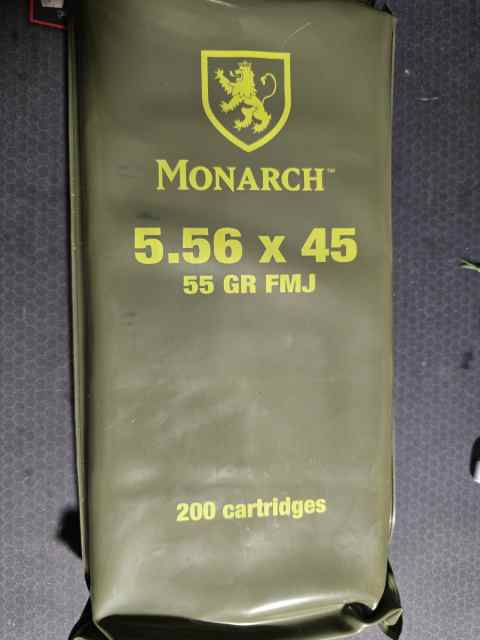 MONARCH™
5.56 x 45
55 GR FMJ
200 cartridges